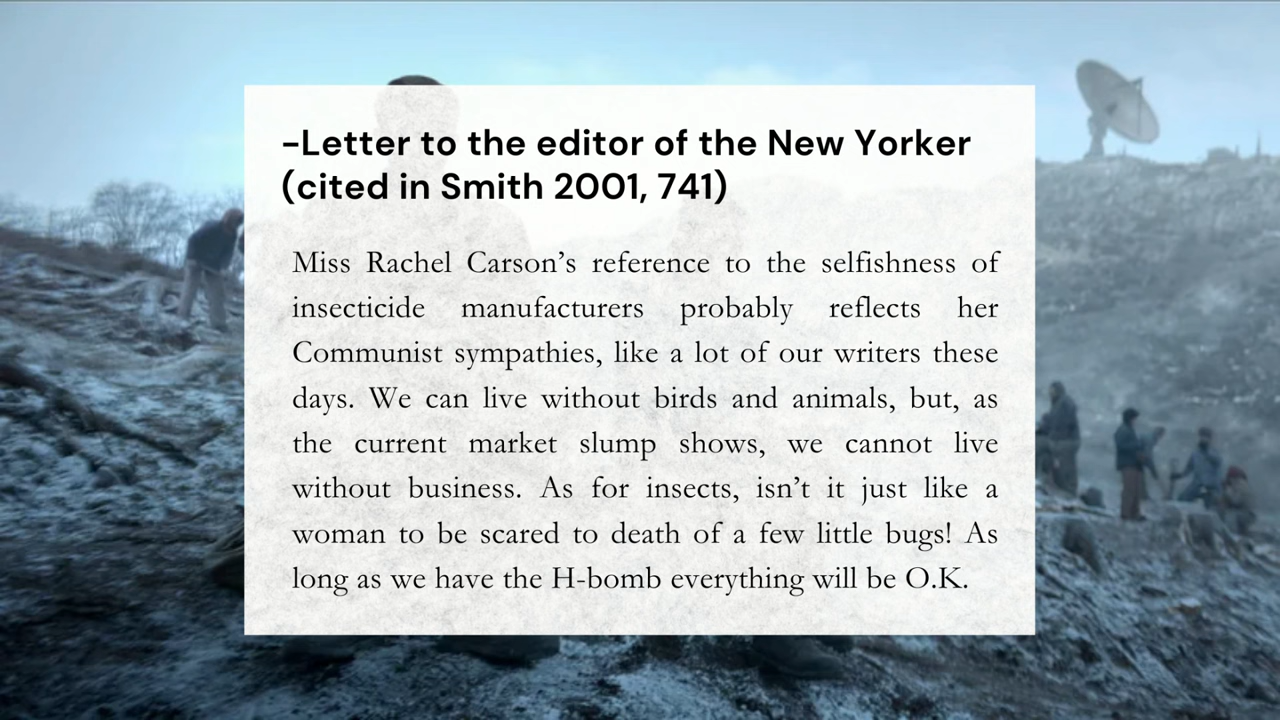 –Letter to the editor of the New Yorker
(cited in Smith 2001, 741)
Miss Rachel Carson’s reference to the selfishness of
insecticide manufacturers probably reflects her
Communist sympathies, like a lot of our writers these
days. We can live without birds and animals, but, as
the current market slump shows, we cannot live
without business. As for insects, isn’t it just like a
woman to be scared to death of a few little bugs! As
long as we have the H-bomb everything will be O.K.